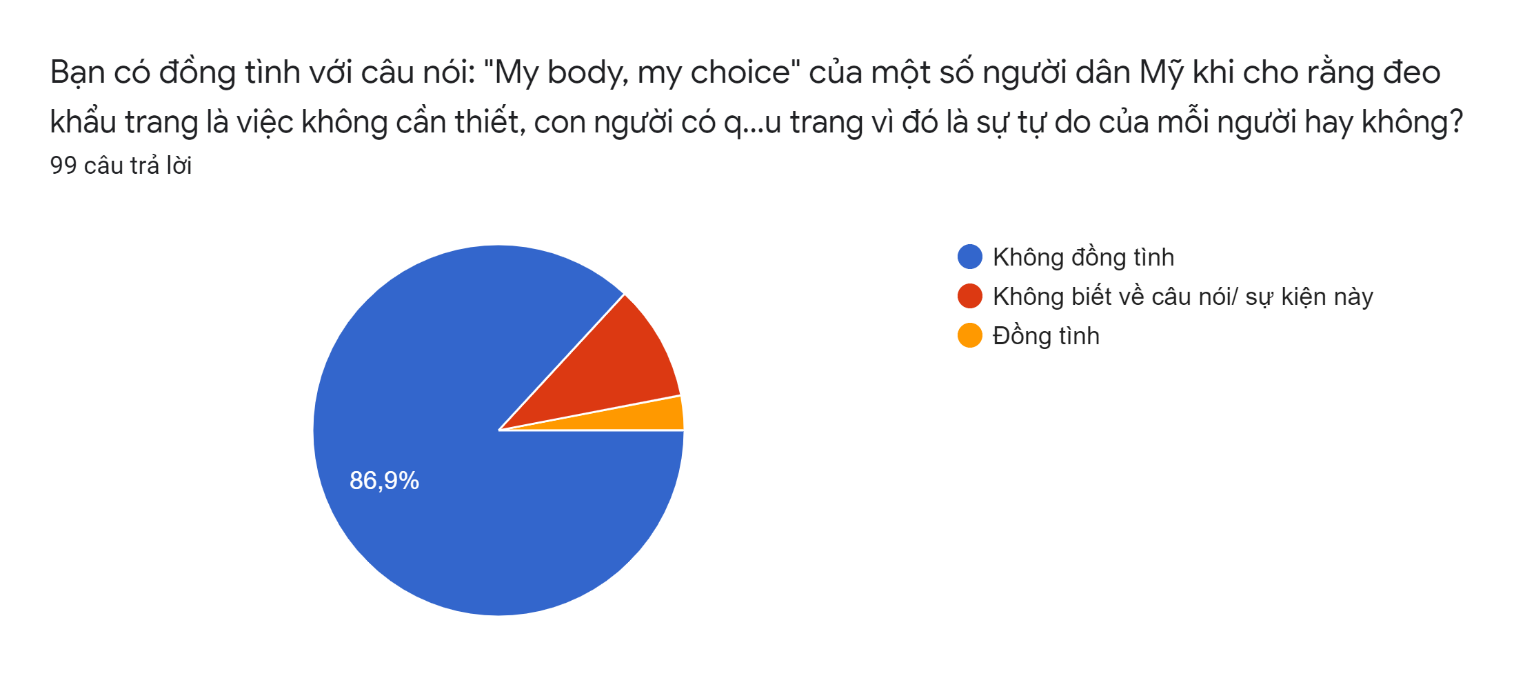 Bạn có đồng tình với câu nói: "My body, my choice" của một số người dân Mỹ khi cho rằng đeo
khẩu trang là việc không cần thiết, con người có q...u trang vì đó là sự tự do của mỗi người hay không?
99 câu trả lời
Không đồng tình
Không biết về câu nói/ sự kiện này
Đồng tình
86,9%